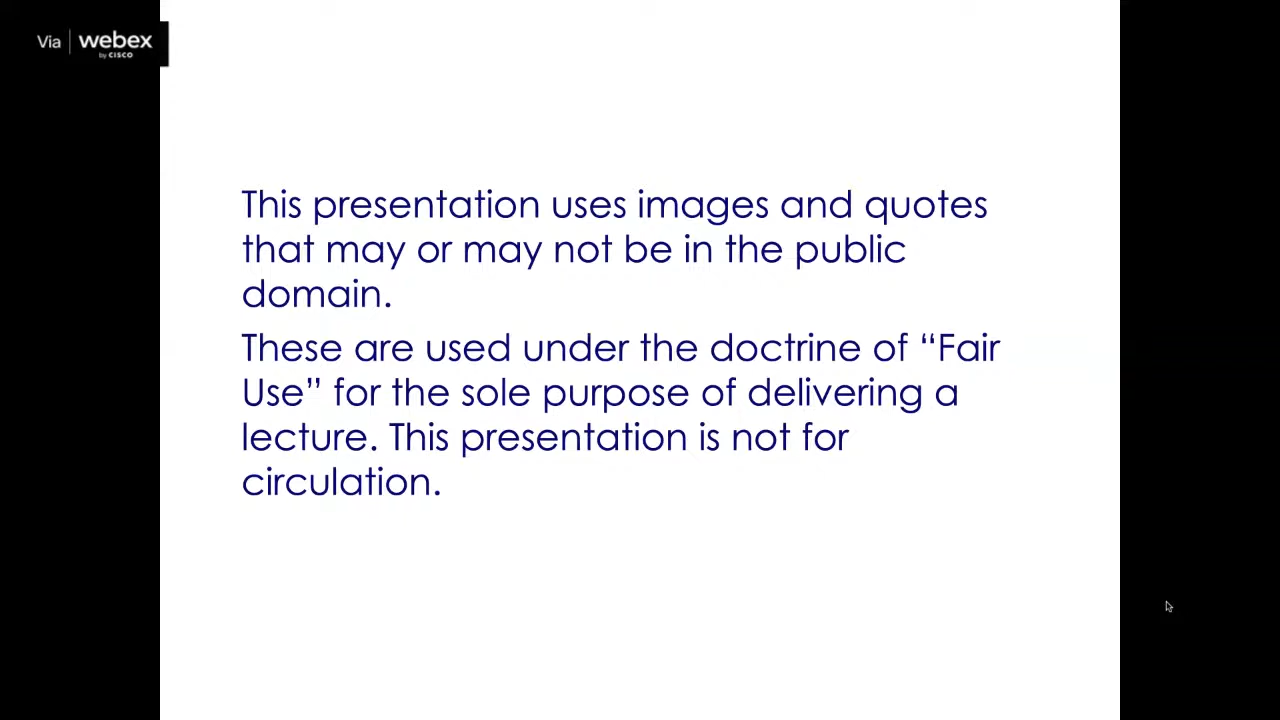 Via webex
by CISCO
This presentation uses images and quotes
that may or may not be in the public
domain.
These are used under the doctrine of “Fair
Use” for the sole purpose of delivering a
lecture. This presentation is not for
circulation.